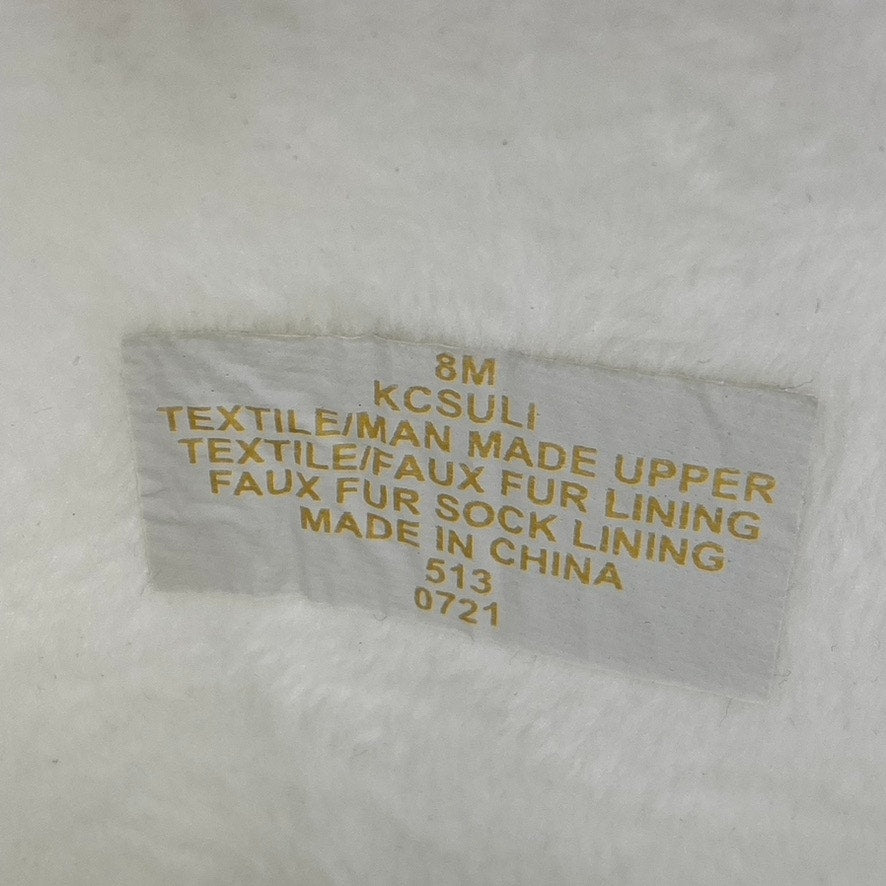 8M
KCSULI
TEXTILE/MAN MADE UPPER
TEXTILE/FAUX FUR LINING
FAUX FUR SOCK LINING
MADE IN CHINA
513
0721